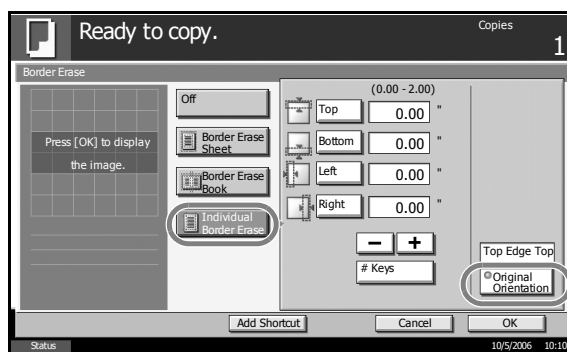 Ready to copy.
Copies
1
Border Erase
Press [OK] to display
the image.
Off
Border Erase
Sheet
Border Erase
Book
Individual
Border Erase
(0.00 - 2.00)
Top
0.00 "
Bottom
0.00 "
Left
0.00 "
Right
0.00 "
− +
# Keys
Top Edge Top
Original
Orientation
Add Shortcut
Cancel
OK
Status
10/5/2006 10:10